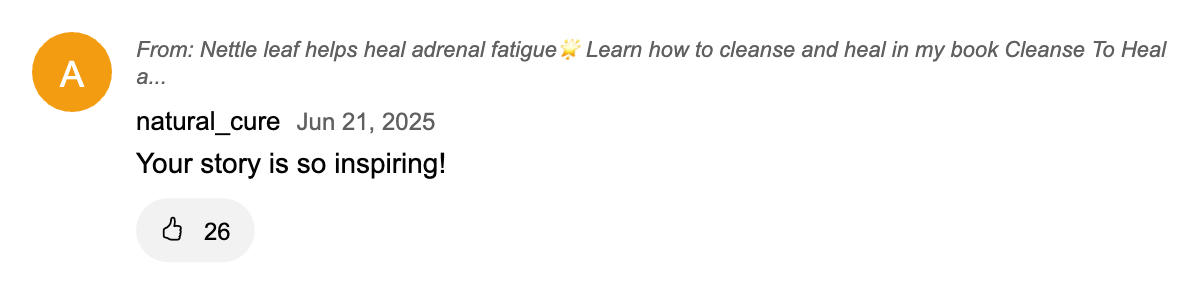 A
From: Nettle leaf helps heal adrenal fatigue🌟 Learn how to cleanse and heal in my book Cleanse To Heal
a...
natural_cure Jun 21, 2025
Your story is so inspiring!
26